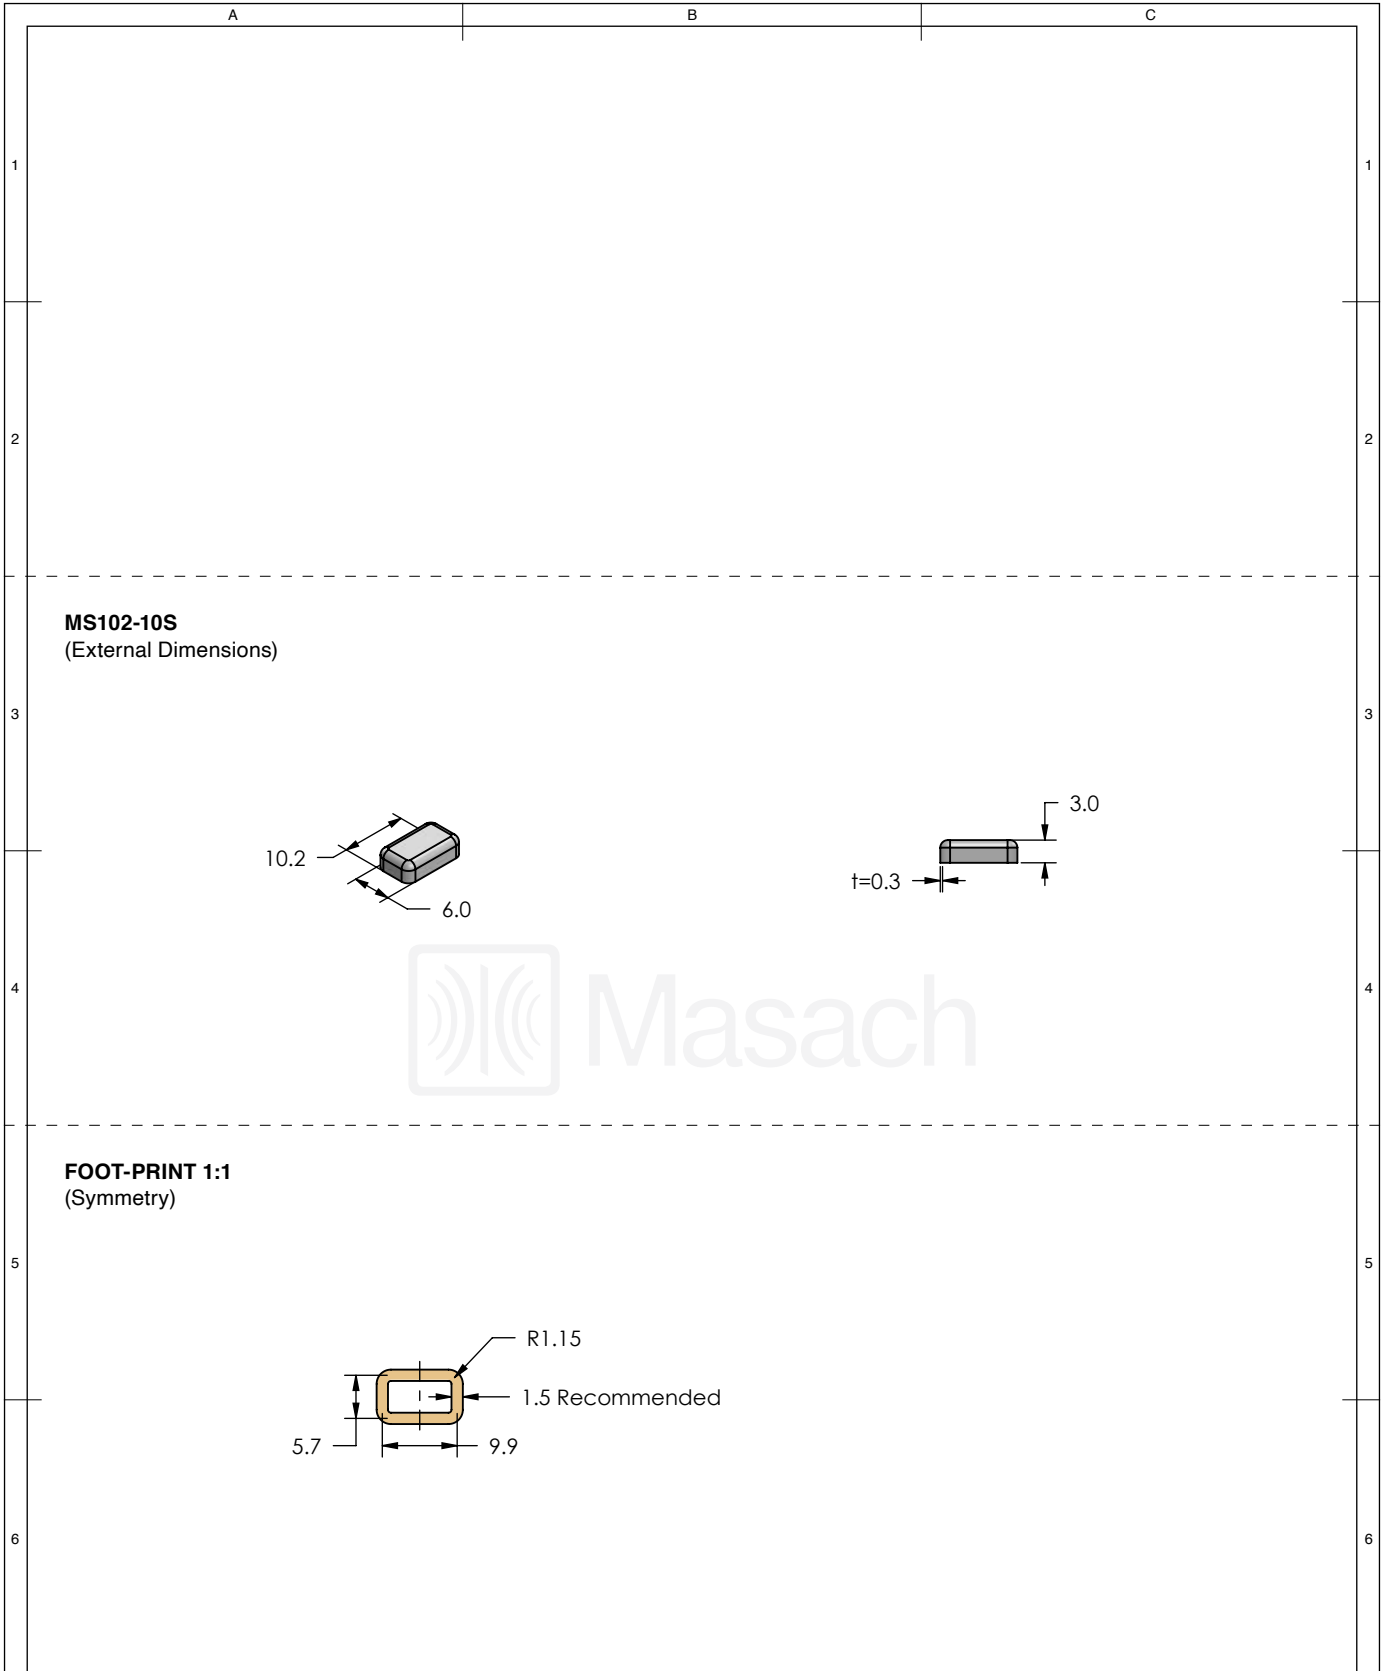 A B C
1 1
2 2
MS102-10S
(External Dimensions)
3 3
3.0
10.2
t=0.3
6.0
Masach
4 4
FOOT-PRINT 1:1
(Symmetry)
5 5
R1.15
1.5 Recommended
5.7 9.9
6 6